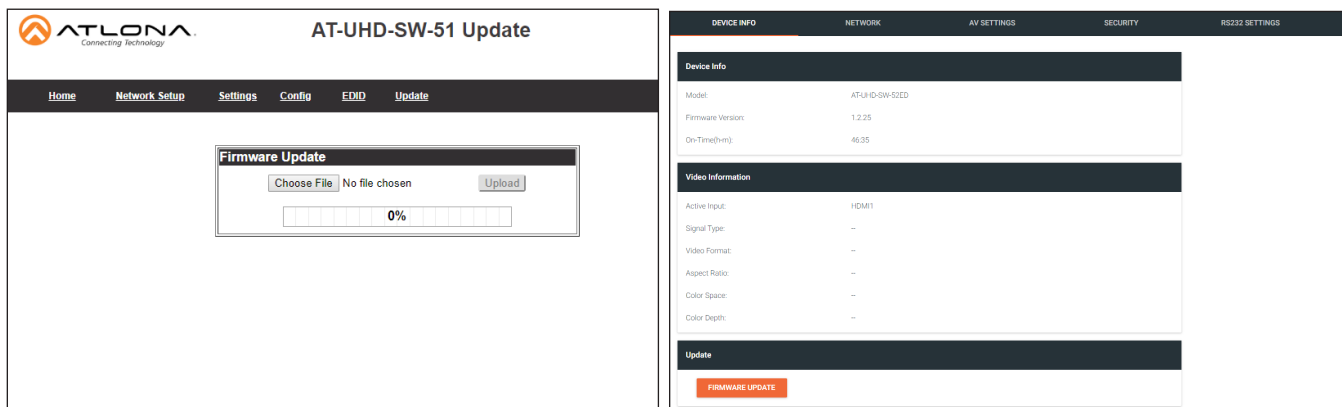 ATLONA.
Connecting Technology
AT-UHD-SW-51 Update
Home Network Setup Settings Config EDID Update
Firmware Update
Choose File No file chosen Upload
0%
DEVICE INFO NETWORK AV SETTINGS SECURITY RS232 SETTINGS
Device Info
Model: AT-UHD-SW-52ED
Firmware Version: 1.2.25
On-Time(h-m): 46:35
Video Information
Active Input: HDMI1
Signal Type: --
Video Format: --
Aspect Ratio: --
Color Space: --
Color Depth: --
Update
FIRMWARE UPDATE